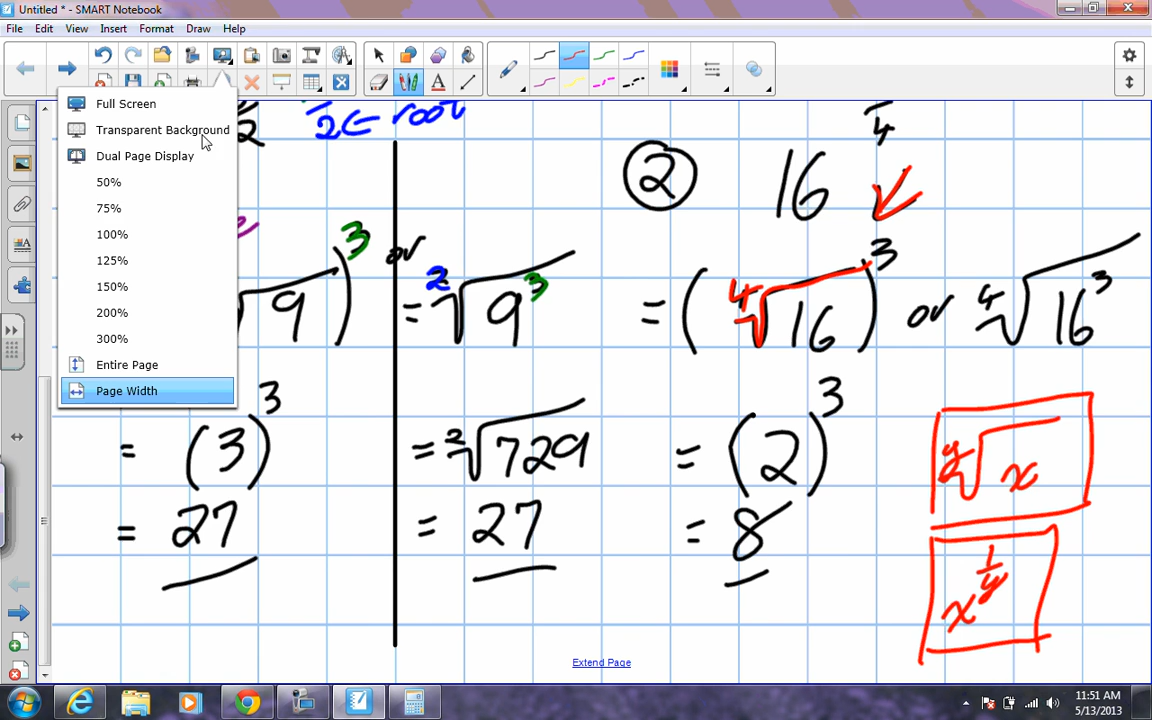 Untitled * - SMART Notebook
File Edit View Insert Format Draw Help
Full Screen
Transparent Background
Dual Page Display
50%
75%
100%
125%
150%
200%
300%
Entire Page
Page Width
2 ← root
4
② 16
9 ) 3 or = 2√9 3
= ( 4√16 ) 3 or 4√16 3
= (3) 3
= 2√729
= (2) 3
y√x
= 27
= 27
= 8
x 1/y
Extend Page
11:51 AM
5/13/2013